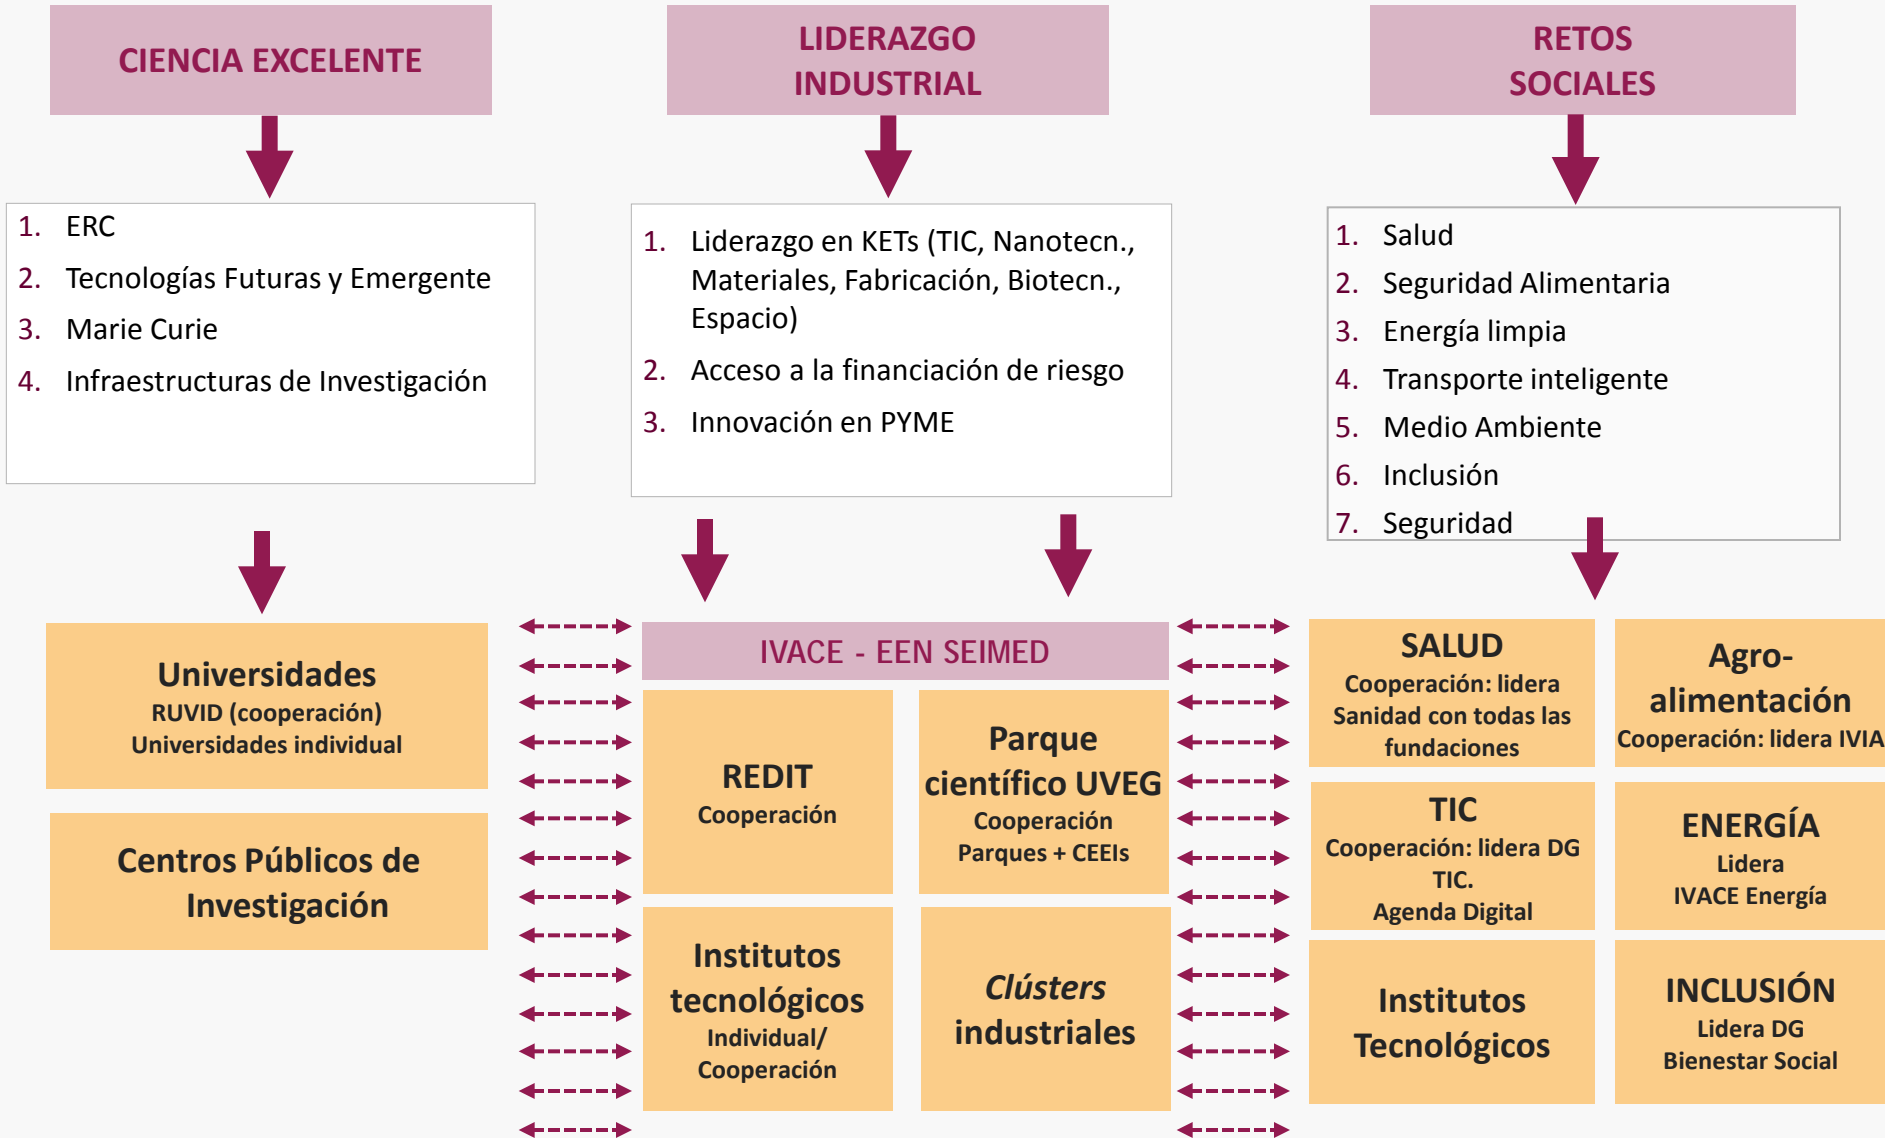 CIENCIA EXCELENTE
LIDERAZGO
INDUSTRIAL
RETOS
SOCIALES
1. ERC
2. Tecnologías Futuras y Emergente
3. Marie Curie
4. Infraestructuras de Investigación
1. Liderazgo en KETs (TIC, Nanotecn.,
Materiales, Fabricación, Biotecn.,
Espacio)
2. Acceso a la financiación de riesgo
3. Innovación en PYME
1. Salud
2. Seguridad Alimentaria
3. Energía limpia
4. Transporte inteligente
5. Medio Ambiente
6. Inclusión
7. Seguridad
Universidades
RUVID (cooperación)
Universidades individual
Centros Públicos de
Investigación
IVACE - EEN SEIMED
REDIT
Cooperación
Parque
científico UVEG
Cooperación
Parques + CEEIs
Institutos
tecnológicos
Individual/
Cooperación
Clústers
industriales
SALUD
Cooperación: lidera
Sanidad con todas las
fundaciones
Agro-
alimentación
Cooperación: lidera IVIA
TIC
Cooperación: lidera DG
TIC.
Agenda Digital
ENERGÍA
Lidera
IVACE Energía
Institutos
Tecnológicos
INCLUSIÓN
Lidera DG
Bienestar Social